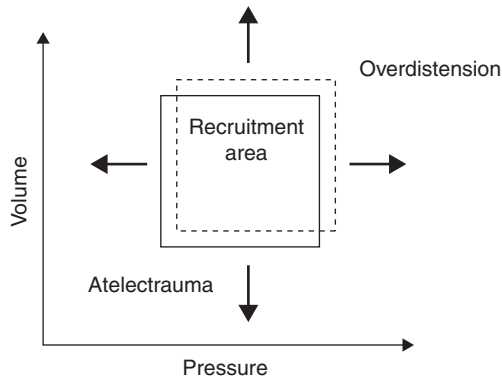 Overdistension
Recruitment
area
Volume
Atelectrauma
Pressure